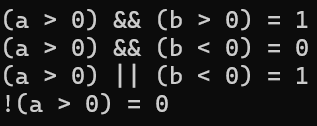 (a > 0) && (b > 0) = 1
(a > 0) && (b < 0) = 0
(a > 0) || (b < 0) = 1
!(a > 0) = 0